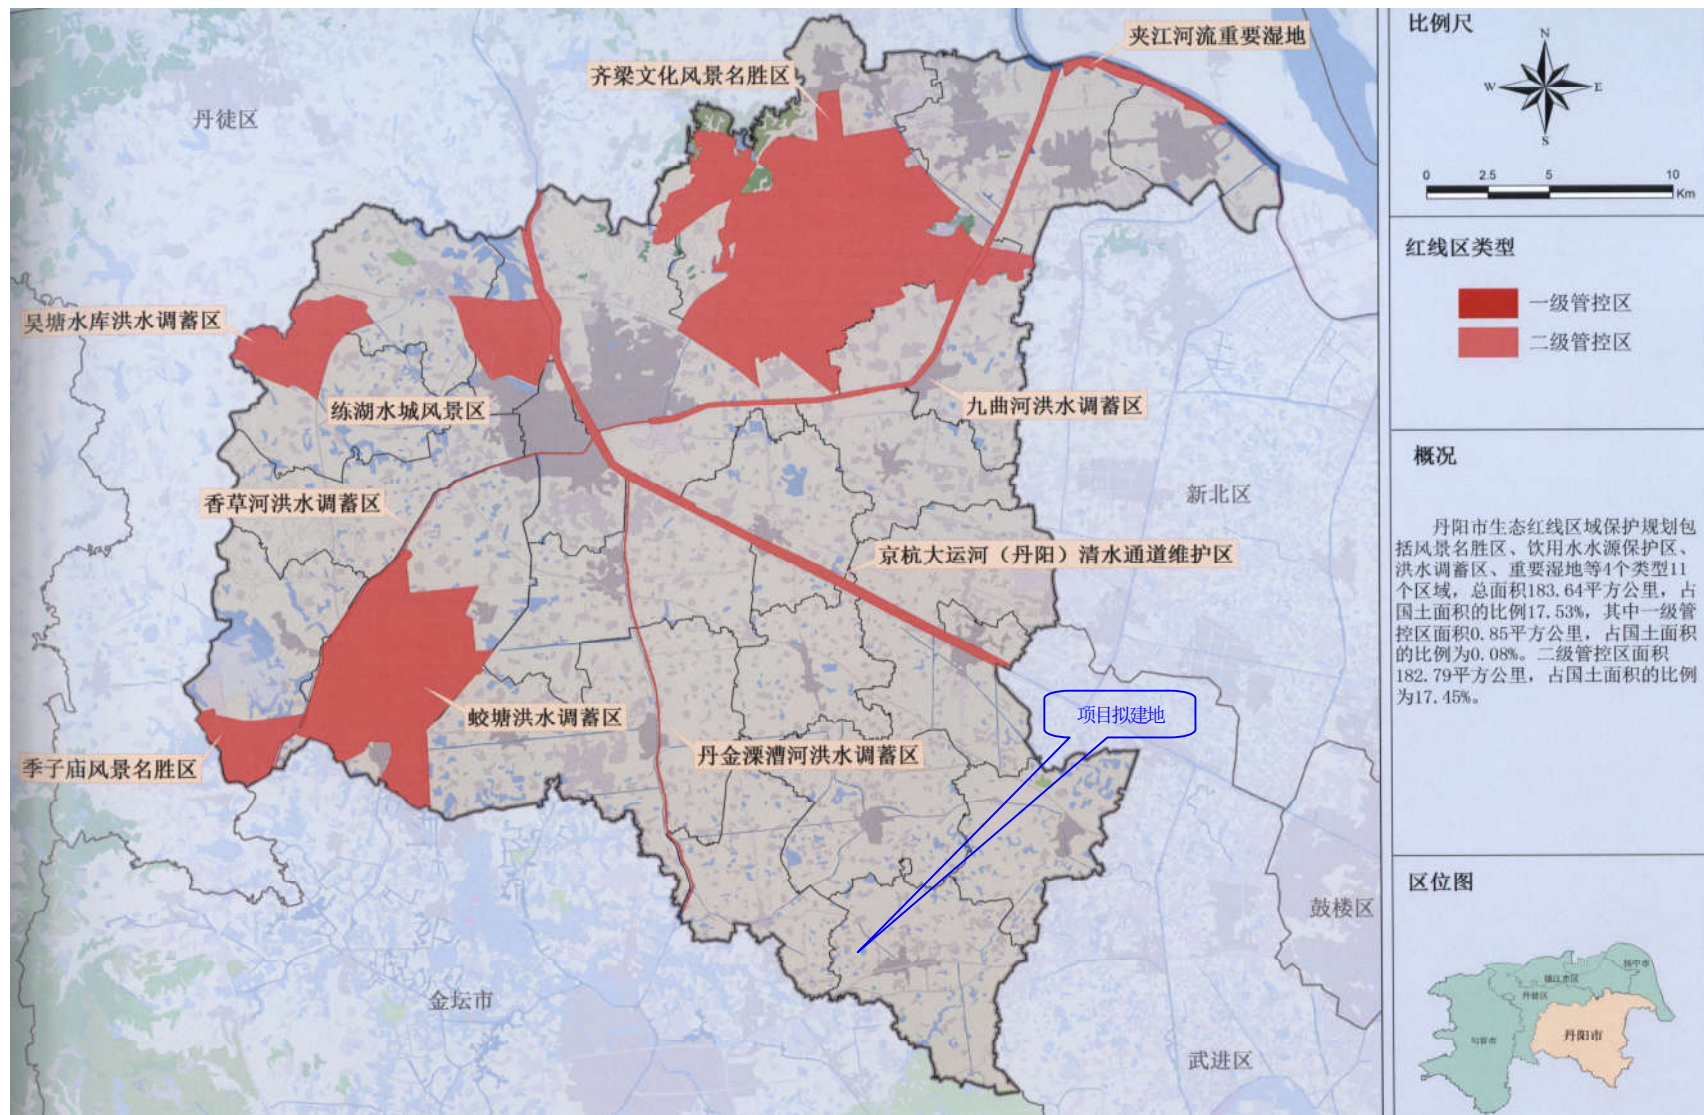 夹江河流重要湿地
齐梁文化风景名胜区
丹徒区
吴塘水库洪水调蓄区
练湖水城风景区
九曲河洪水调蓄区
香草河洪水调蓄区
新北区
京杭大运河（丹阳）清水通道维护区
项目拟建地
蛟塘洪水调蓄区
丹金溧漕河洪水调蓄区
季子庙风景名胜区
鼓楼区
金坛市
武进区
比例尺
N
W
E
S
0 2.5 5 10
Km
红线区类型
一级管控区
二级管控区
概况
丹阳市生态红线区域保护规划包
括风景名胜区、饮用水水源保护区、
洪水调蓄区、重要湿地等4个类型11
个区域，总面积183.64平方公里，占
国土面积的比例17.53%，其中一级管
控区面积0.85平方公里，占国土面积
的比例为0.08%。二级管控区面积
182.79平方公里，占国土面积的比例
为17.45%。
区位图
扬中市
镇江市区
丹徒区
句容市
丹阳市